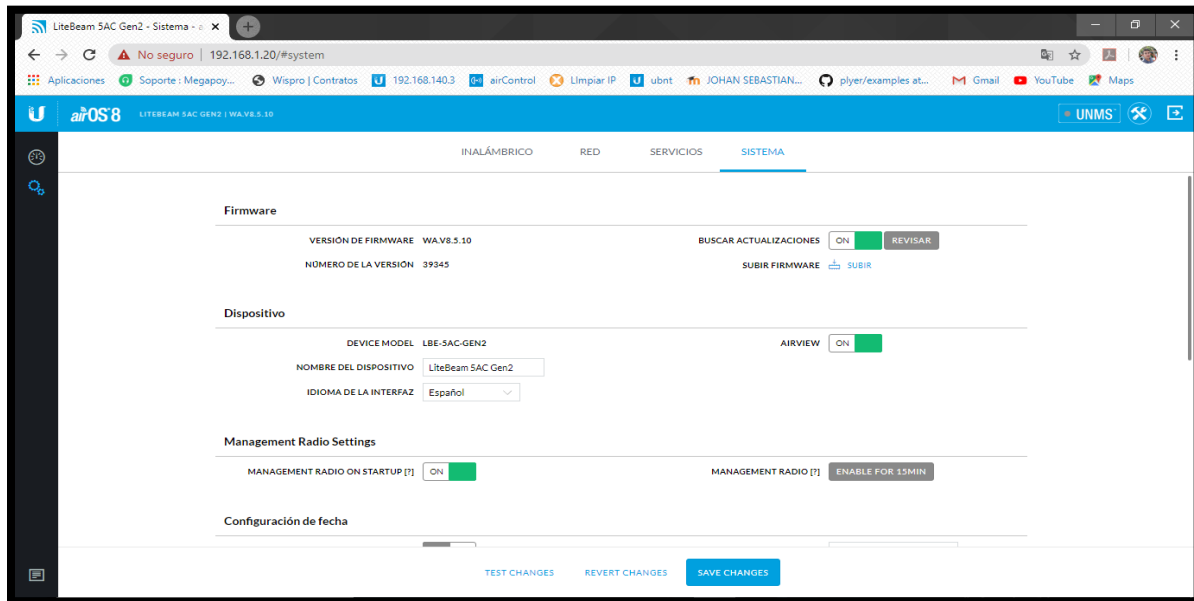 LiteBeam 5AC Gen2 - Sistema - a
No seguro | 192.168.1.20/#system
Aplicaciones Soporte : Megapoy... Wispro | Contratos 192.168.140.3 airControl LImpiar IP ubnt JOHAN SEBASTIAN... plyer/examples at... Gmail YouTube Maps
airOS 8 LITEBEAM 5AC GEN2 | WA.V8.5.10 UNMS
INALÁMBRICO RED SERVICIOS SISTEMA
Firmware
VERSIÓN DE FIRMWARE WA.V8.5.10 BUSCAR ACTUALIZACIONES ON REVISAR
NÚMERO DE LA VERSIÓN 39345 SUBIR FIRMWARE SUBIR
Dispositivo
DEVICE MODEL LBE-5AC-GEN2 AIRVIEW ON
NOMBRE DEL DISPOSITIVO LiteBeam 5AC Gen2
IDIOMA DE LA INTERFAZ Español
Management Radio Settings
MANAGEMENT RADIO ON STARTUP [?] ON MANAGEMENT RADIO [?] ENABLE FOR 15MIN
Configuración de fecha
TEST CHANGES REVERT CHANGES SAVE CHANGES